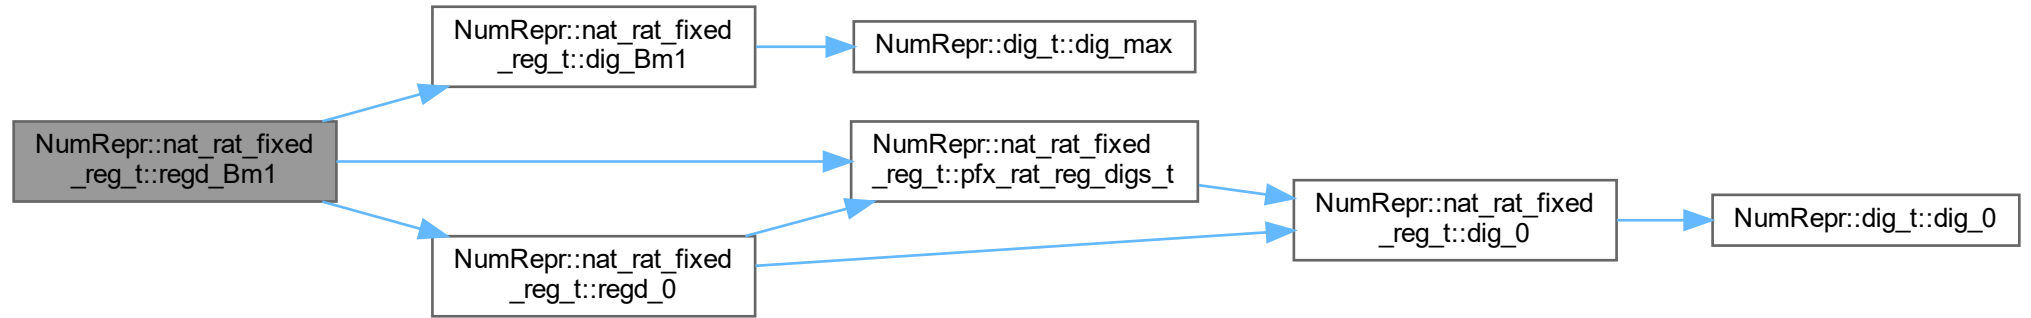 NumRepr::nat_rat_fixed
_reg_t::regd_Bm1
NumRepr::nat_rat_fixed
_reg_t::dig_Bm1
NumRepr::dig_t::dig_max
NumRepr::nat_rat_fixed
_reg_t::pfx_rat_reg_digs_t
NumRepr::nat_rat_fixed
_reg_t::regd_0
NumRepr::nat_rat_fixed
_reg_t::dig_0
NumRepr::dig_t::dig_0